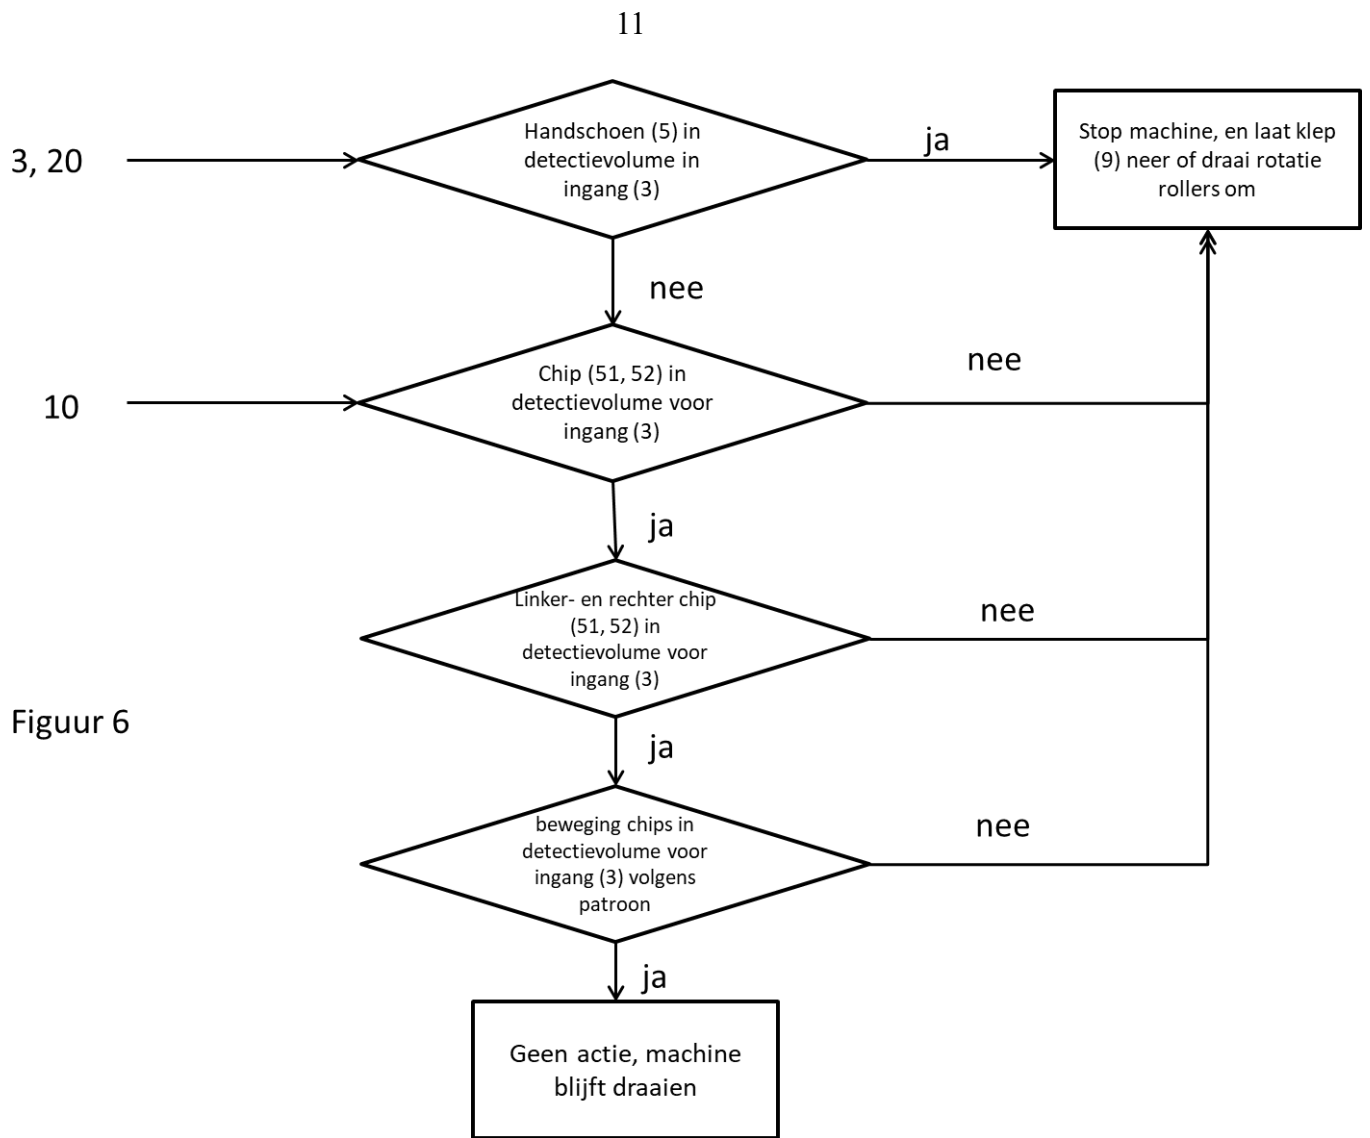 11
Handschoen (5) in
detectievolume in
ingang (3)
ja
Stop machine, en laat klep
(9) neer of draai rotatie
rollers om
3, 20
nee
Chip (51, 52) in
detectievolume voor
ingang (3)
nee
10
ja
Linker- en rechter chip
(51, 52) in
detectievolume voor
ingang (3)
nee
Figuur 6
ja
beweging chips in
detectievolume voor
ingang (3) volgens
patroon
nee
ja
Geen actie, machine
blijft draaien